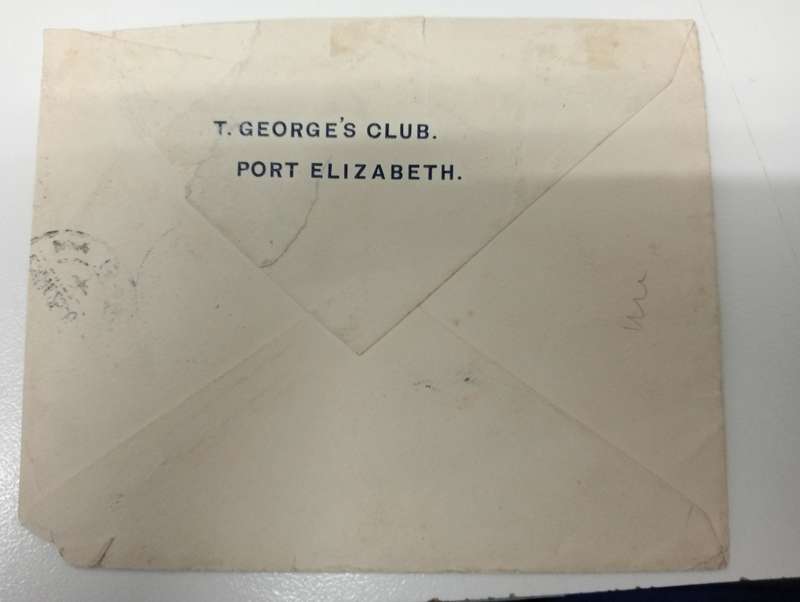 T. GEORGE'S CLUB.
PORT ELIZABETH.